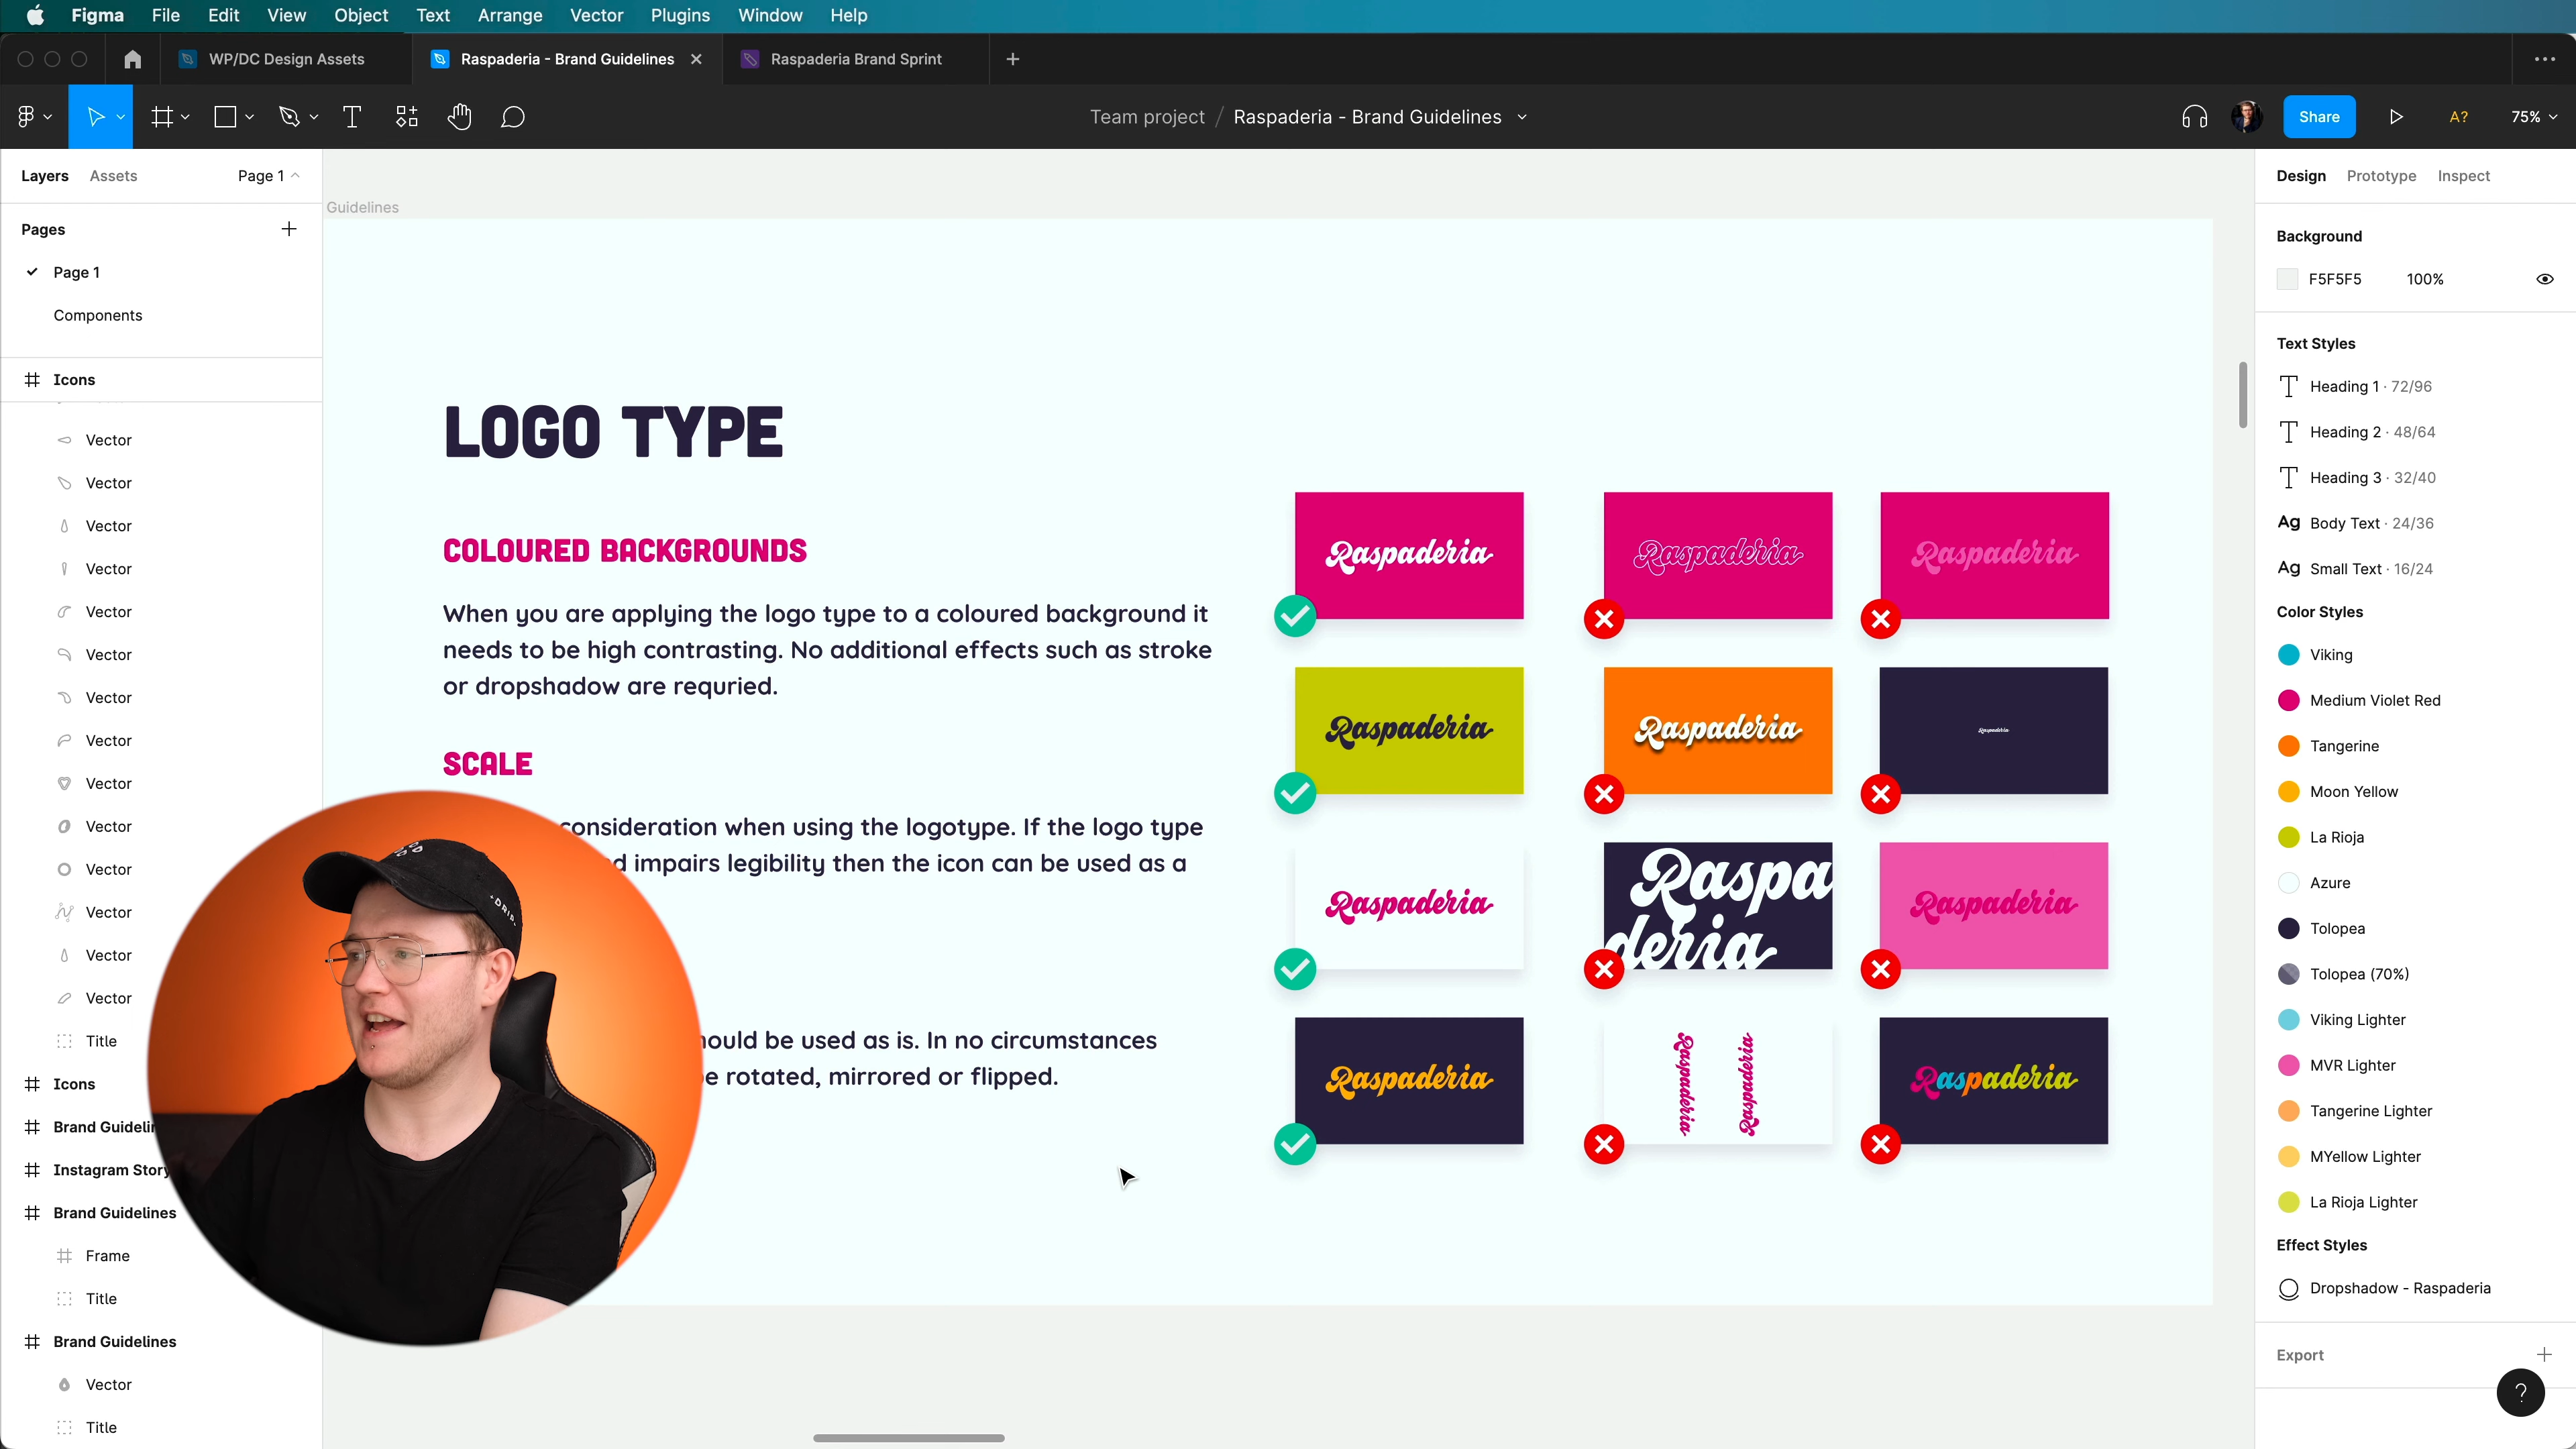 Figma File Edit View Object Text Arrange Vector Plugins Window Help
WP/DC Design Assets
Raspaderia - Brand Guidelines
Raspaderia Brand Sprint
Team project / Raspaderia - Brand Guidelines
Share
A?
75%
Layers Assets Page 1
Pages
Page 1
Components
Icons
Vector
Vector
Vector
Vector
Vector
Vector
Vector
Vector
Vector
Vector
Vector
Vector
Vector
Vector
Title
Icons
Brand Guidelin
Instagram Story
Brand Guidelines
Frame
Title
Brand Guidelines
Vector
Title
Guidelines
LOGO TYPE
COLOURED BACKGROUNDS
When you are applying the logo type to a coloured background it
needs to be high contrasting. No additional effects such as stroke
or dropshadow are requried.
SCALE
consideration when using the logotype. If the logo type
impairs legibility then the icon can be used as a
hould be used as is. In no circumstances
e rotated, mirrored or flipped.
Raspaderia
Raspaderia
Raspaderia
Raspaderia
Raspaderia
Raspaderia
Raspaderia
Raspa
deria
Raspaderia
Raspaderia
Raspaderia
Raspaderia
Raspaderia
Design Prototype Inspect
Background
F5F5F5 100%
Text Styles
Heading 1 · 72/96
Heading 2 · 48/64
Heading 3 · 32/40
Ag Body Text · 24/36
Ag Small Text · 16/24
Color Styles
Viking
Medium Violet Red
Tangerine
Moon Yellow
La Rioja
Azure
Tolopea
Tolopea (70%)
Viking Lighter
MVR Lighter
Tangerine Lighter
MYellow Lighter
La Rioja Lighter
Effect Styles
Dropshadow - Raspaderia
Export
?